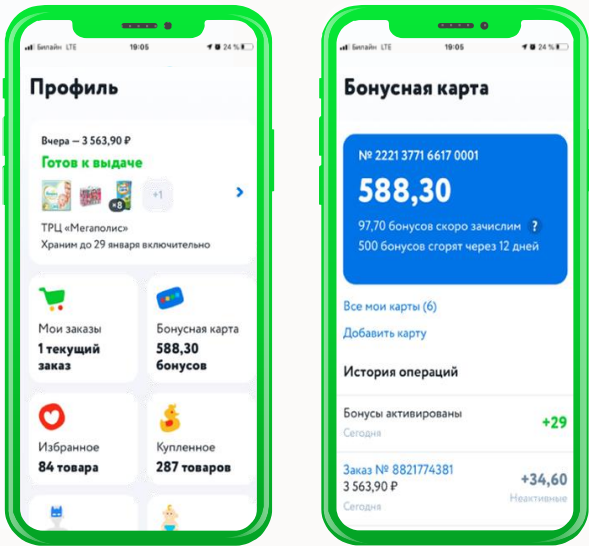 Билайн LTE
19:05
24 %
Профиль
Вчера — 3 563,90 ₽
Готов к выдаче
×8
+1
ТРЦ «Мегаполис»
Храним до 29 января включительно
Мои заказы
1 текущий
заказ
Бонусная карта
588,30
бонусов
Избранное
84 товара
Купленное
287 товаров
Билайн LTE
19:05
24 %
Бонусная карта
№ 2221 3771 6617 0001
588,30
97,70 бонусов скоро зачислим ?
500 бонусов сгорят через 12 дней
Все мои карты (6)
Добавить карту
История операций
Бонусы активированы
+29
Сегодня
Заказ № 8821774381
3 563,90 ₽
+34,60
Неактивные
Сегодня